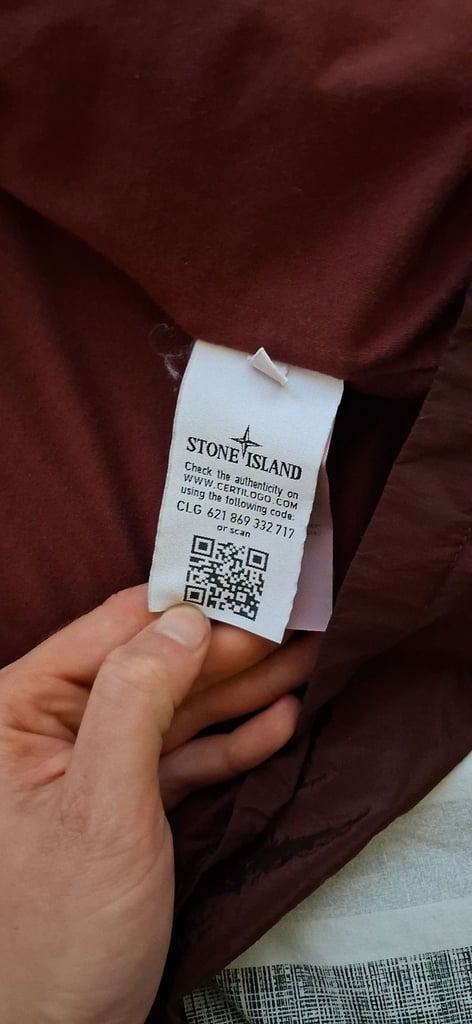 STONE ISLAND
Check the authenticity on
WWW.CERTILOGO.COM
using the following code:
CLG 621 869 332 717
or scan